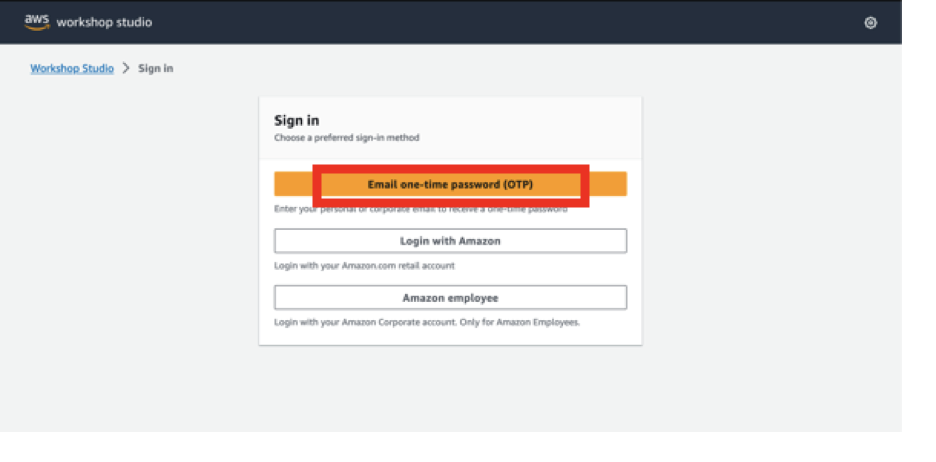 aws workshop studio
Workshop Studio > Sign in
Sign in
Choose a preferred sign-in method
Email one-time password (OTP)
Enter your personal or corporate email to receive a one-time password
Login with Amazon
Login with your Amazon.com retail account
Amazon employee
Login with your Amazon Corporate account. Only for Amazon Employees.